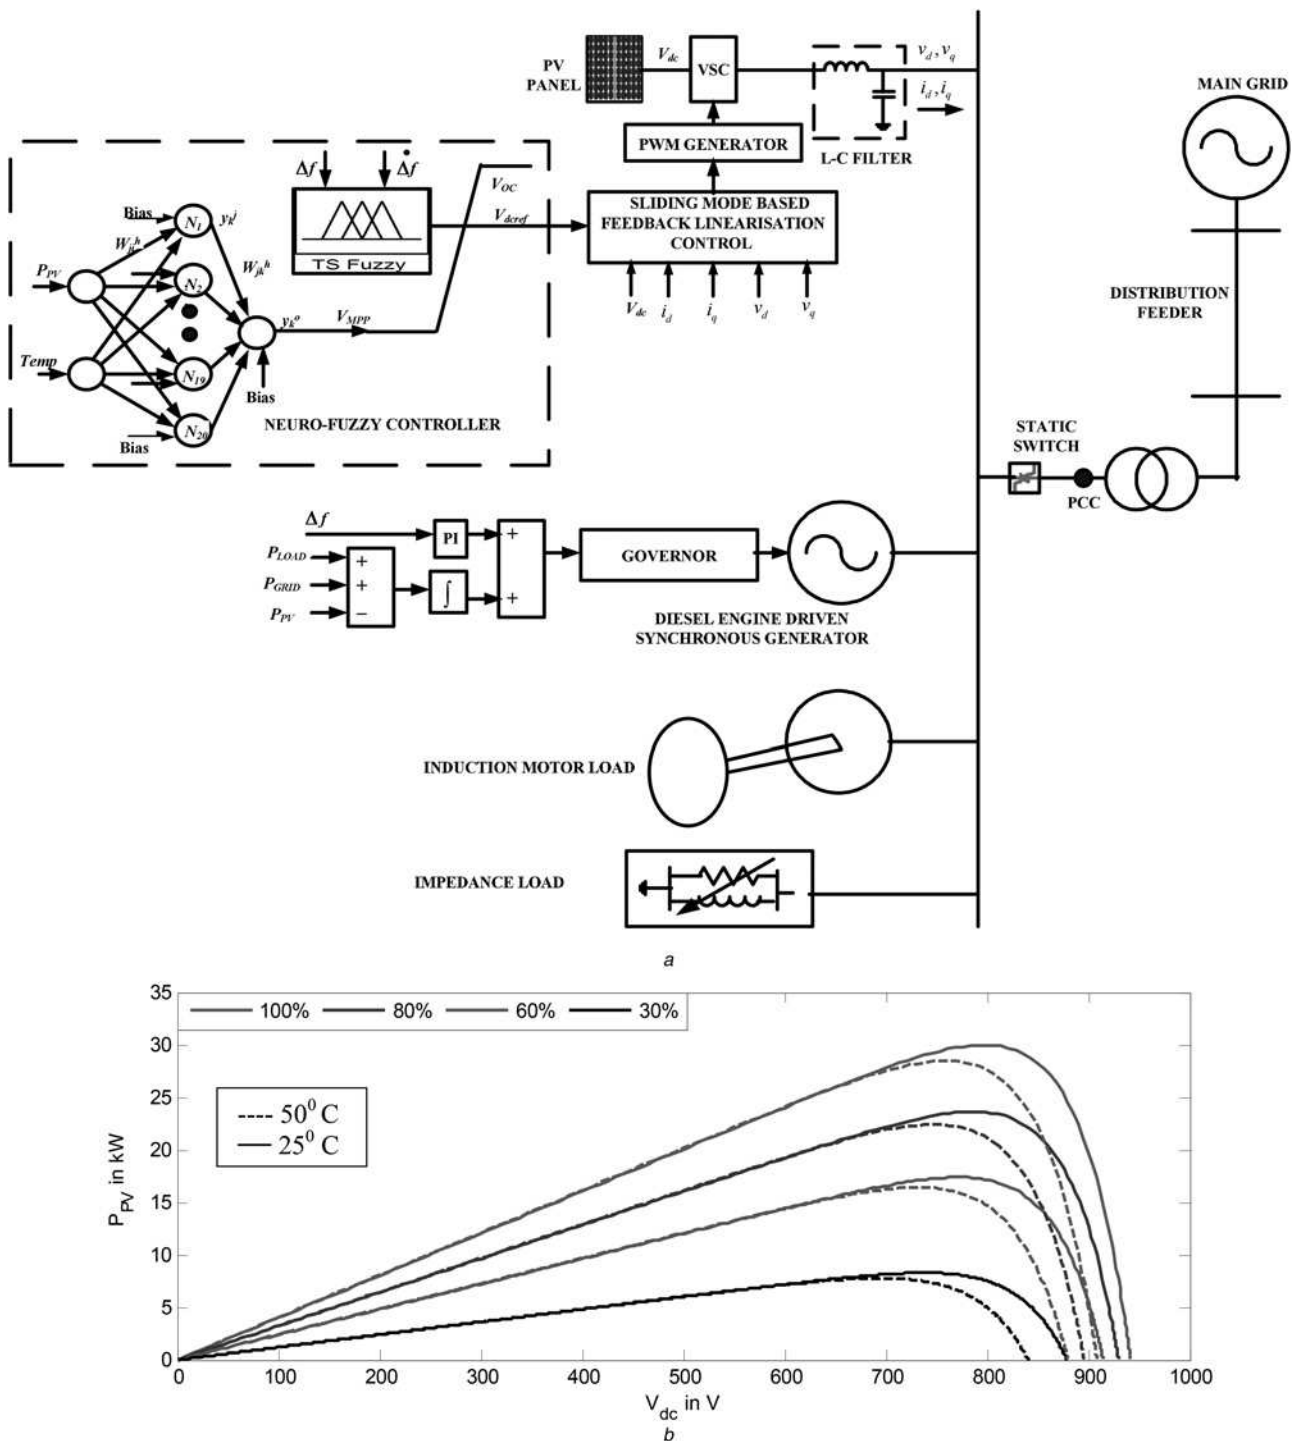 PV
PANEL
V_dc
VSC
v_d, v_q
i_d, i_q
L-C FILTER
PWM GENERATOR
SLIDING MODE BASED
FEEDBACK LINEARISATION
CONTROL
V_dc i_d i_q v_d v_q
MAIN GRID
DISTRIBUTION
FEEDER
STATIC
SWITCH
PCC
Δf Δḟ
TS Fuzzy
V_OC
V_dcref
Bias
N_1
y_k^j
W_ji^h
W_jk^h
P_PV
N_2
y_k^o
V_MPP
Temp
N_19
Bias
N_20
Bias
NEURO-FUZZY CONTROLLER
Δf
PI
+
P_LOAD
+
P_GRID
+
P_PV
−
∫
+
GOVERNOR
DIESEL ENGINE DRIVEN
SYNCHRONOUS GENERATOR
INDUCTION MOTOR LOAD
IMPEDANCE LOAD
a
100% 80% 60% 30%
50⁰ C
25⁰ C
P_PV in kW
35
30
25
20
15
10
5
0
0 100 200 300 400 500 600 700 800 900 1000
V_dc in V
b